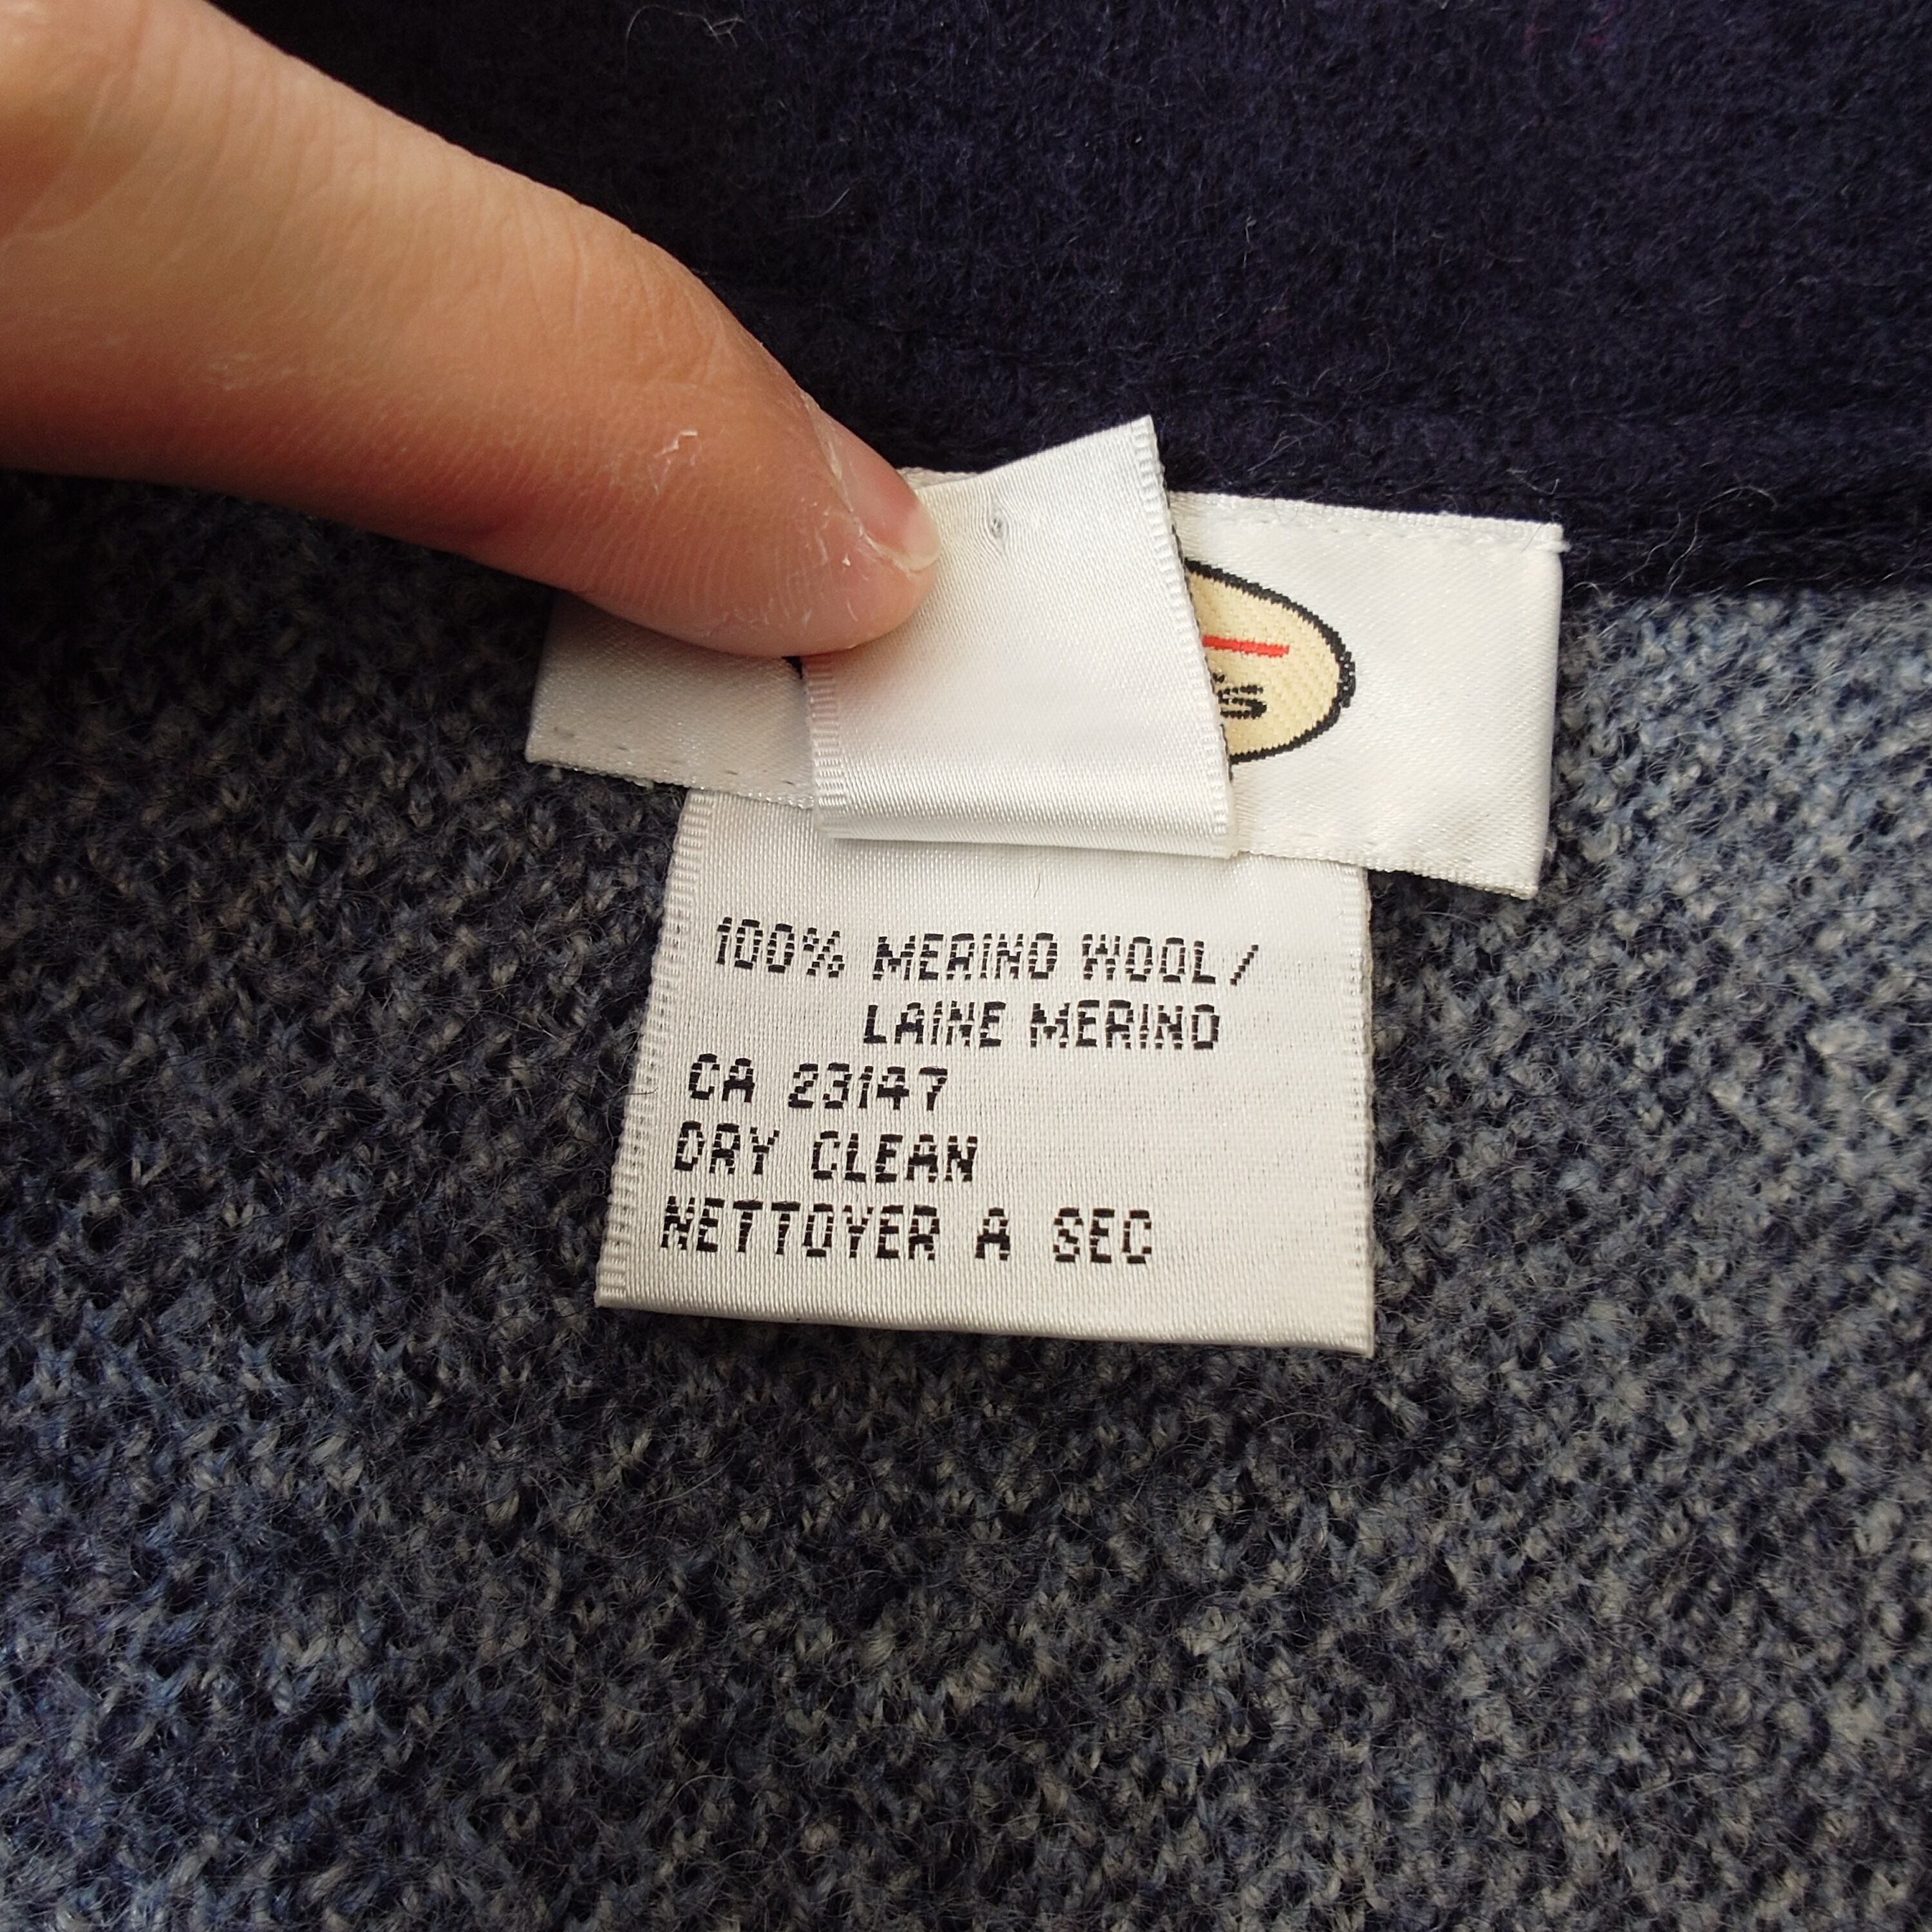 100% MERINO WOOL/
LAINE MERINO
CA 23147
DRY CLEAN
NETTOYER A SEC